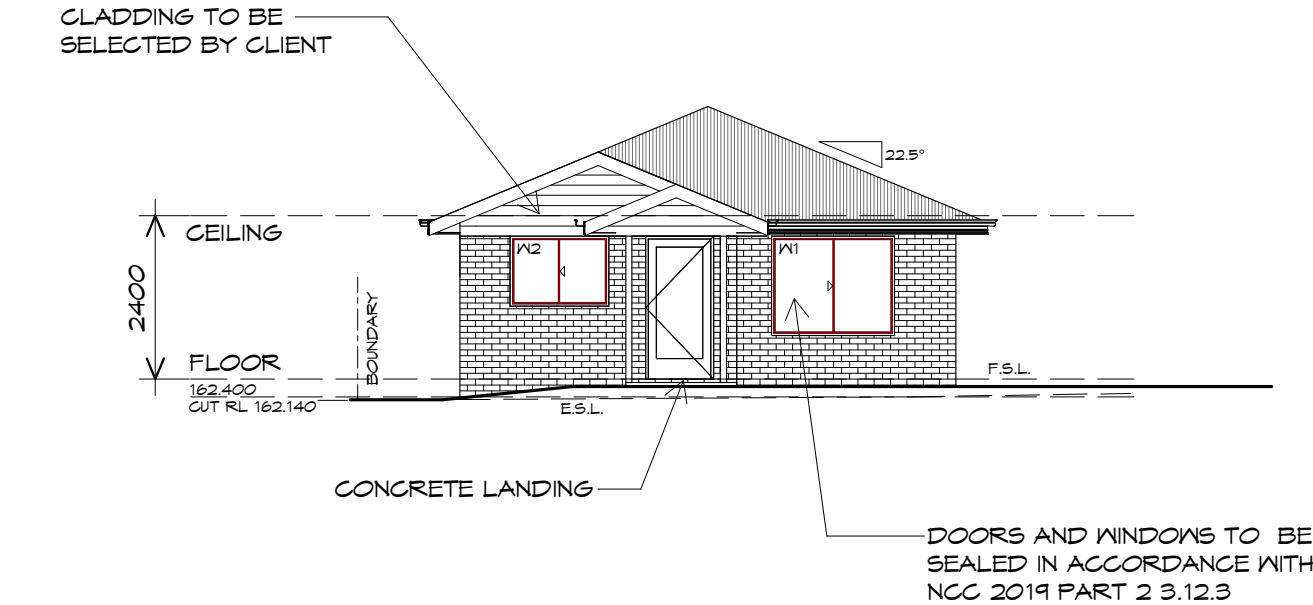 CLADDING TO BE
SELECTED BY CLIENT
22.5°
CEILING
W2
W1
2400
BOUNDARY
FLOOR
162.400
CUT RL 162.140
F.S.L.
E.S.L.
CONCRETE LANDING
DOORS AND WINDOWS TO BE
SEALED IN ACCORDANCE WITH
NCC 2019 PART 2 3.12.3